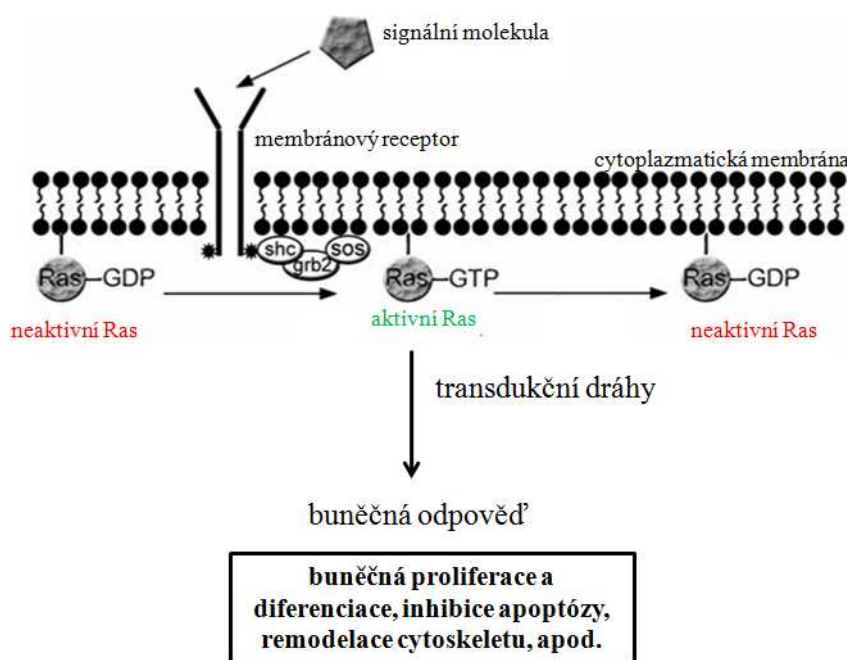 signální molekula
membránový receptor
cytoplazmatická membrána
shc
grb2
sos
Ras–GDP
Ras–GTP
Ras–GDP
neaktivní Ras
aktivní Ras
neaktivní Ras
transdukční dráhy
buněčná odpověď
buněčná proliferace a
diferenciace, inhibice apoptózy,
remodelace cytoskeletu, apod.